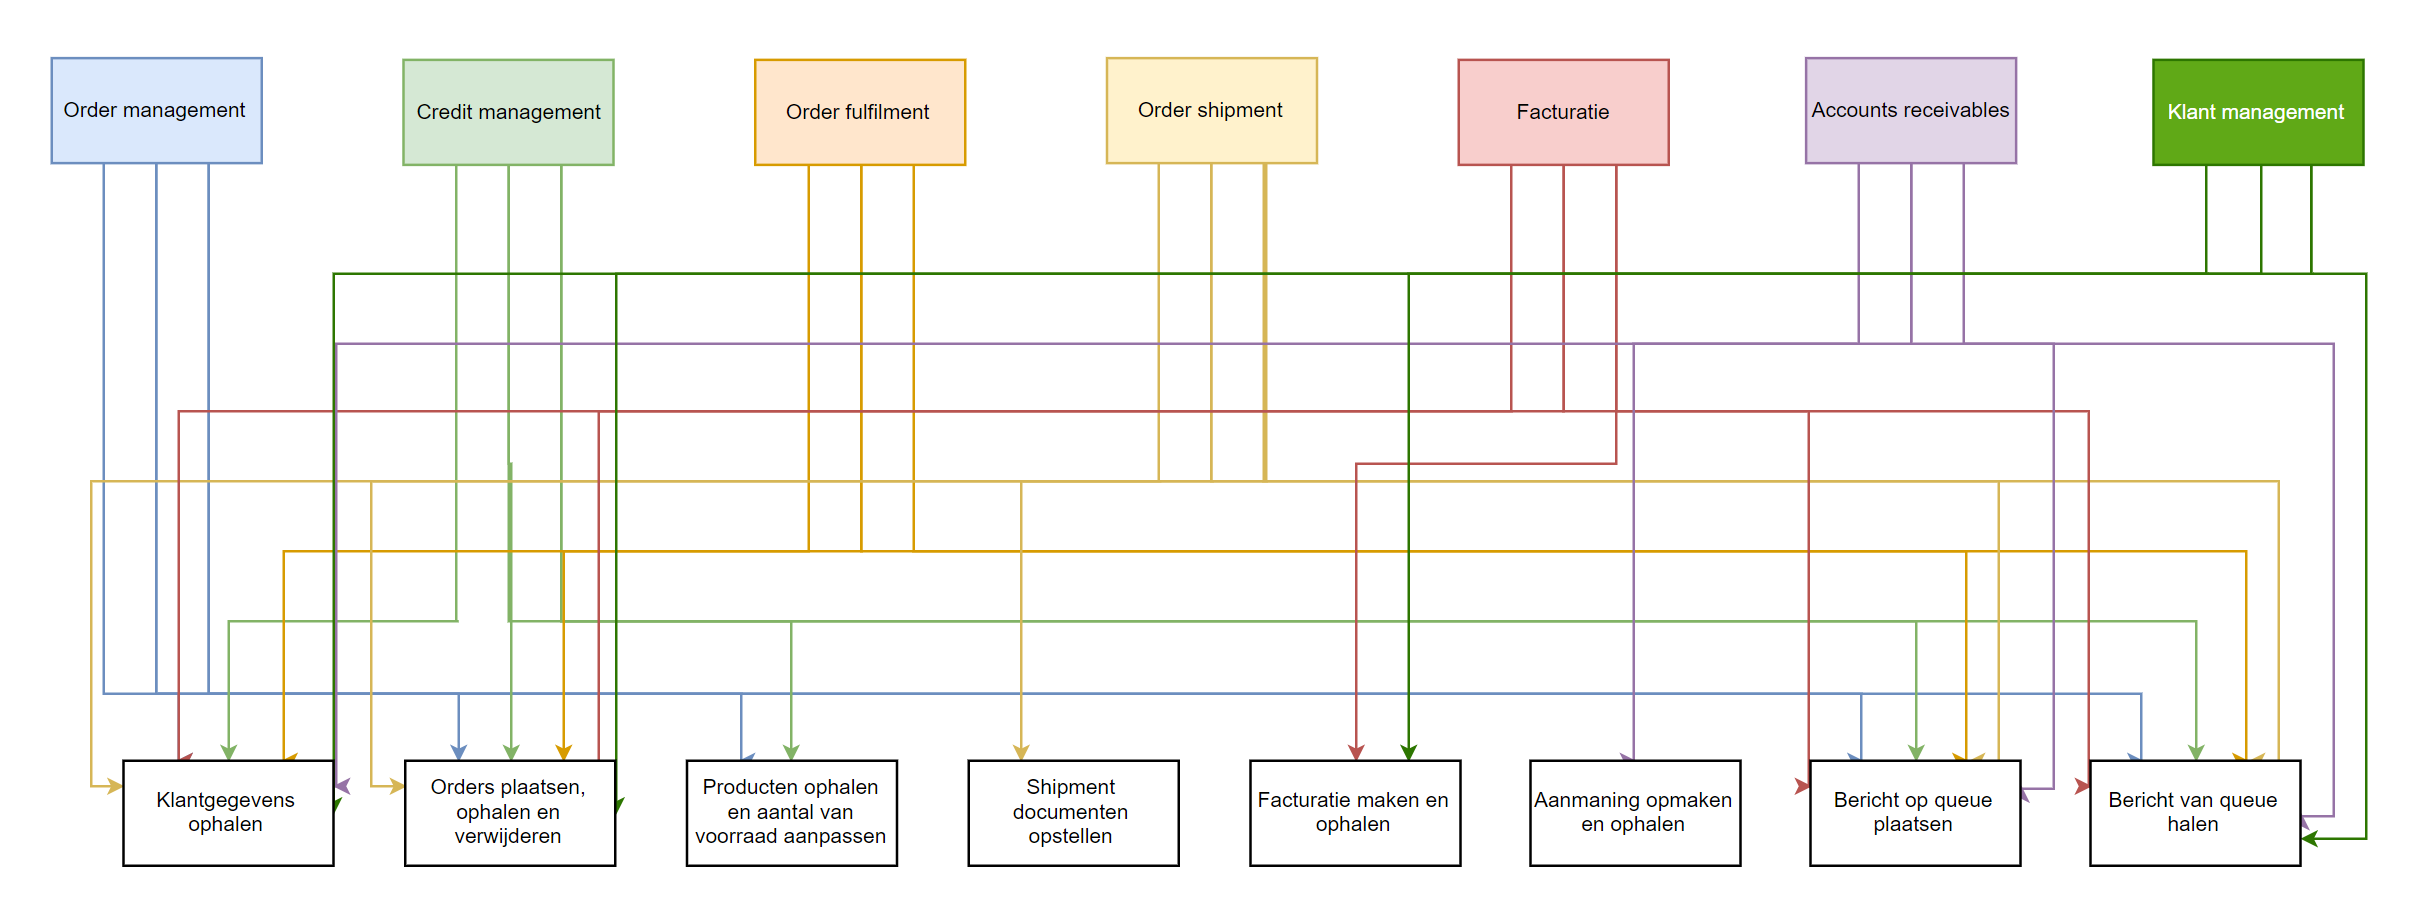 Order management
Credit management
Order fulfilment
Order shipment
Facturatie
Accounts receivables
Klant management
Klantgegevens
ophalen
Orders plaatsen,
ophalen en
verwijderen
Producten ophalen
en aantal van
voorraad aanpassen
Shipment
documenten
opstellen
Facturatie maken en
ophalen
Aanmaning opmaken
en ophalen
Bericht op queue
plaatsen
Bericht van queue
halen